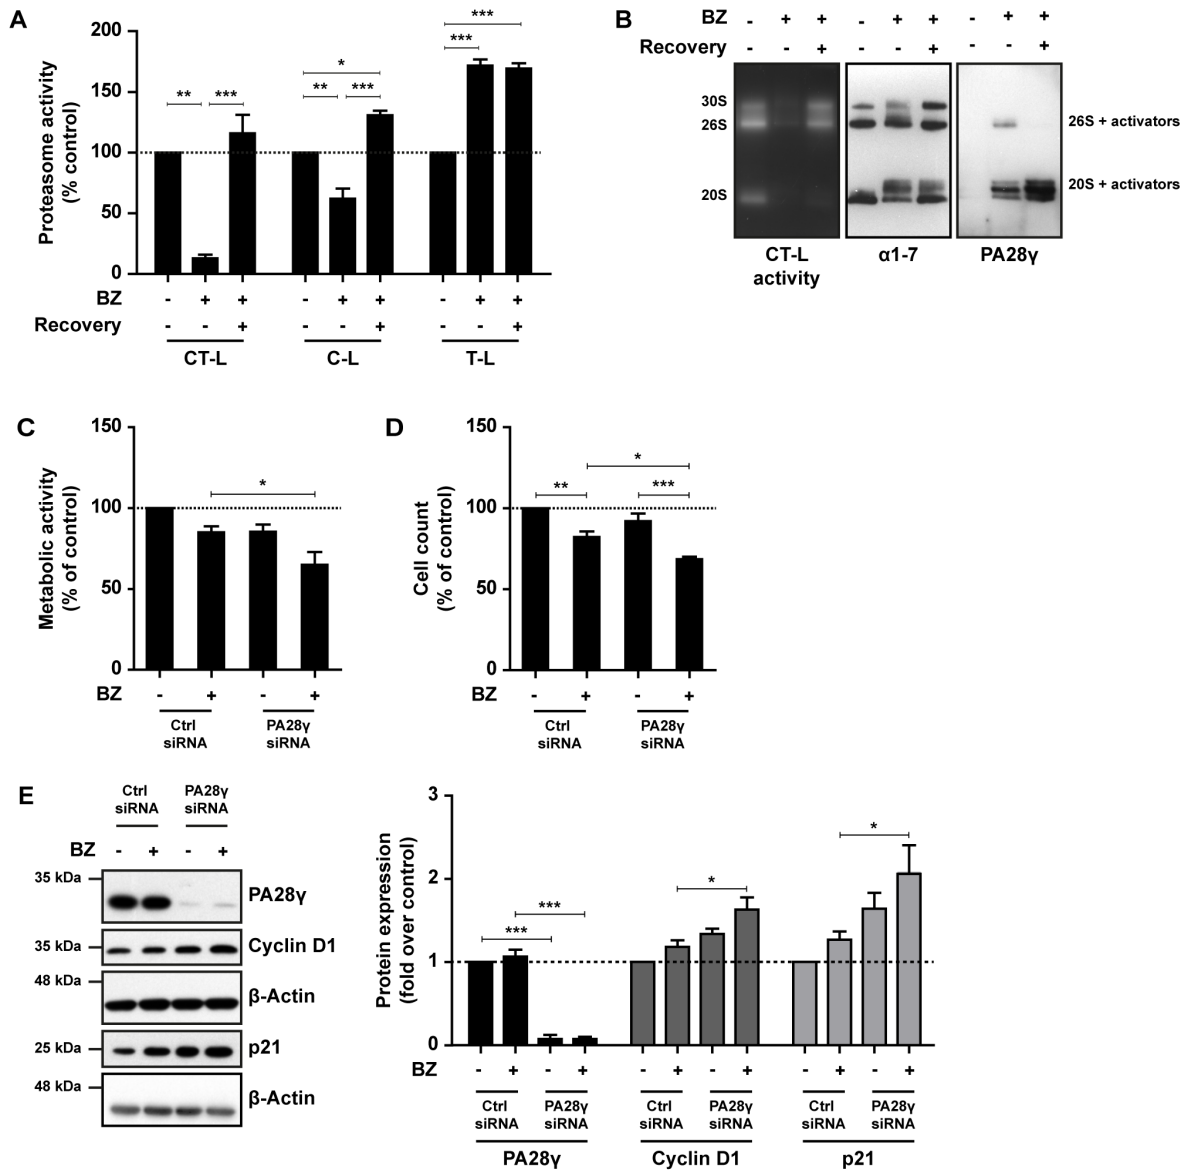 A
Proteasome activity
(% control)
200
150
100
50
0
** *** ** *** * *** ***
BZ - + + - + + - + +
Recovery + + +
CT-L C-L T-L
B
BZ - + + - + + - + +
Recovery + + +
30S
26S
20S
26S + activators
20S + activators
CT-L
activity
α1-7
PA28γ
C
Metabolic activity
(% of control)
150
100
50
0
*
BZ - + - +
Ctrl
siRNA
PA28γ
siRNA
D
Cell count
(% of control)
150
100
50
0
** *** *
BZ - + - +
Ctrl
siRNA
PA28γ
siRNA
E
Ctrl
siRNA
PA28γ
siRNA
BZ - + - +
35 kDa
PA28γ
35 kDa
Cyclin D1
48 kDa
β-Actin
25 kDa
p21
48 kDa
β-Actin
Protein expression
(fold over control)
3
2
1
0
*** *** * *
BZ - + - + - + - + - + - +
Ctrl
siRNA
PA28γ
siRNA
Ctrl
siRNA
PA28γ
siRNA
Ctrl
siRNA
PA28γ
siRNA
PA28γ Cyclin D1 p21